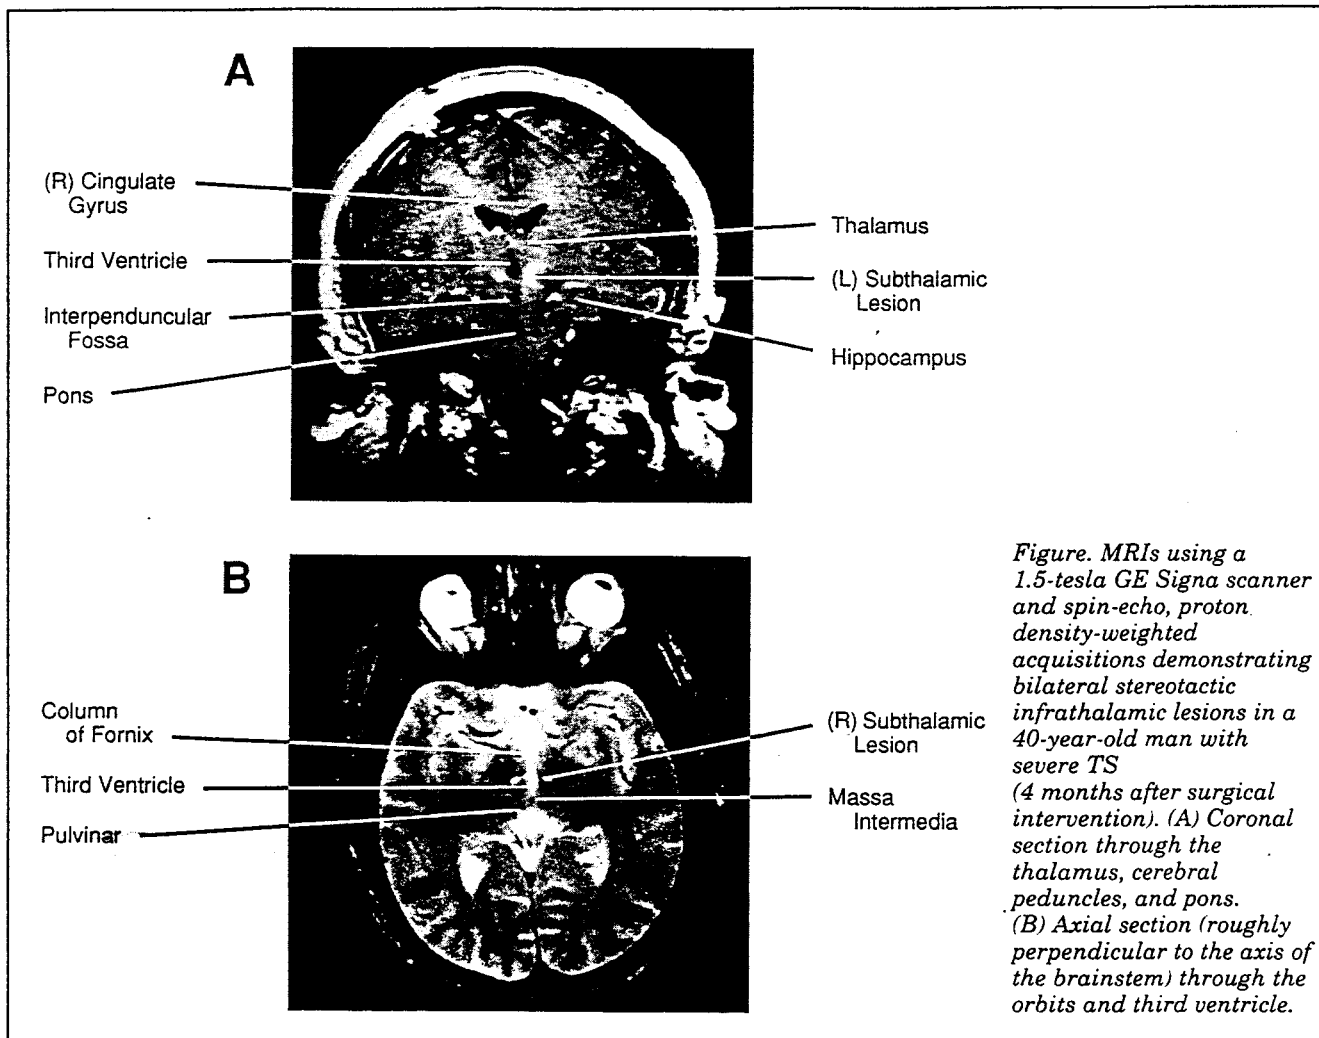 A
(R) Cingulate
Gyrus
Third Ventricle
Interpenduncular
Fossa
Pons
Thalamus
(L) Subthalamic
Lesion
Hippocampus
B
Column
of Fornix
Third Ventricle
Pulvinar
(R) Subthalamic
Lesion
Massa
Intermedia
Figure. MRIs using a
1.5-tesla GE Signa scanner
and spin-echo, proton
density-weighted
acquisitions demonstrating
bilateral stereotactic
infrathalamic lesions in a
40-year-old man with
severe TS
(4 months after surgical
intervention). (A) Coronal
section through the
thalamus, cerebral
peduncles, and pons.
(B) Axial section (roughly
perpendicular to the axis of
the brainstem) through the
orbits and third ventricle.